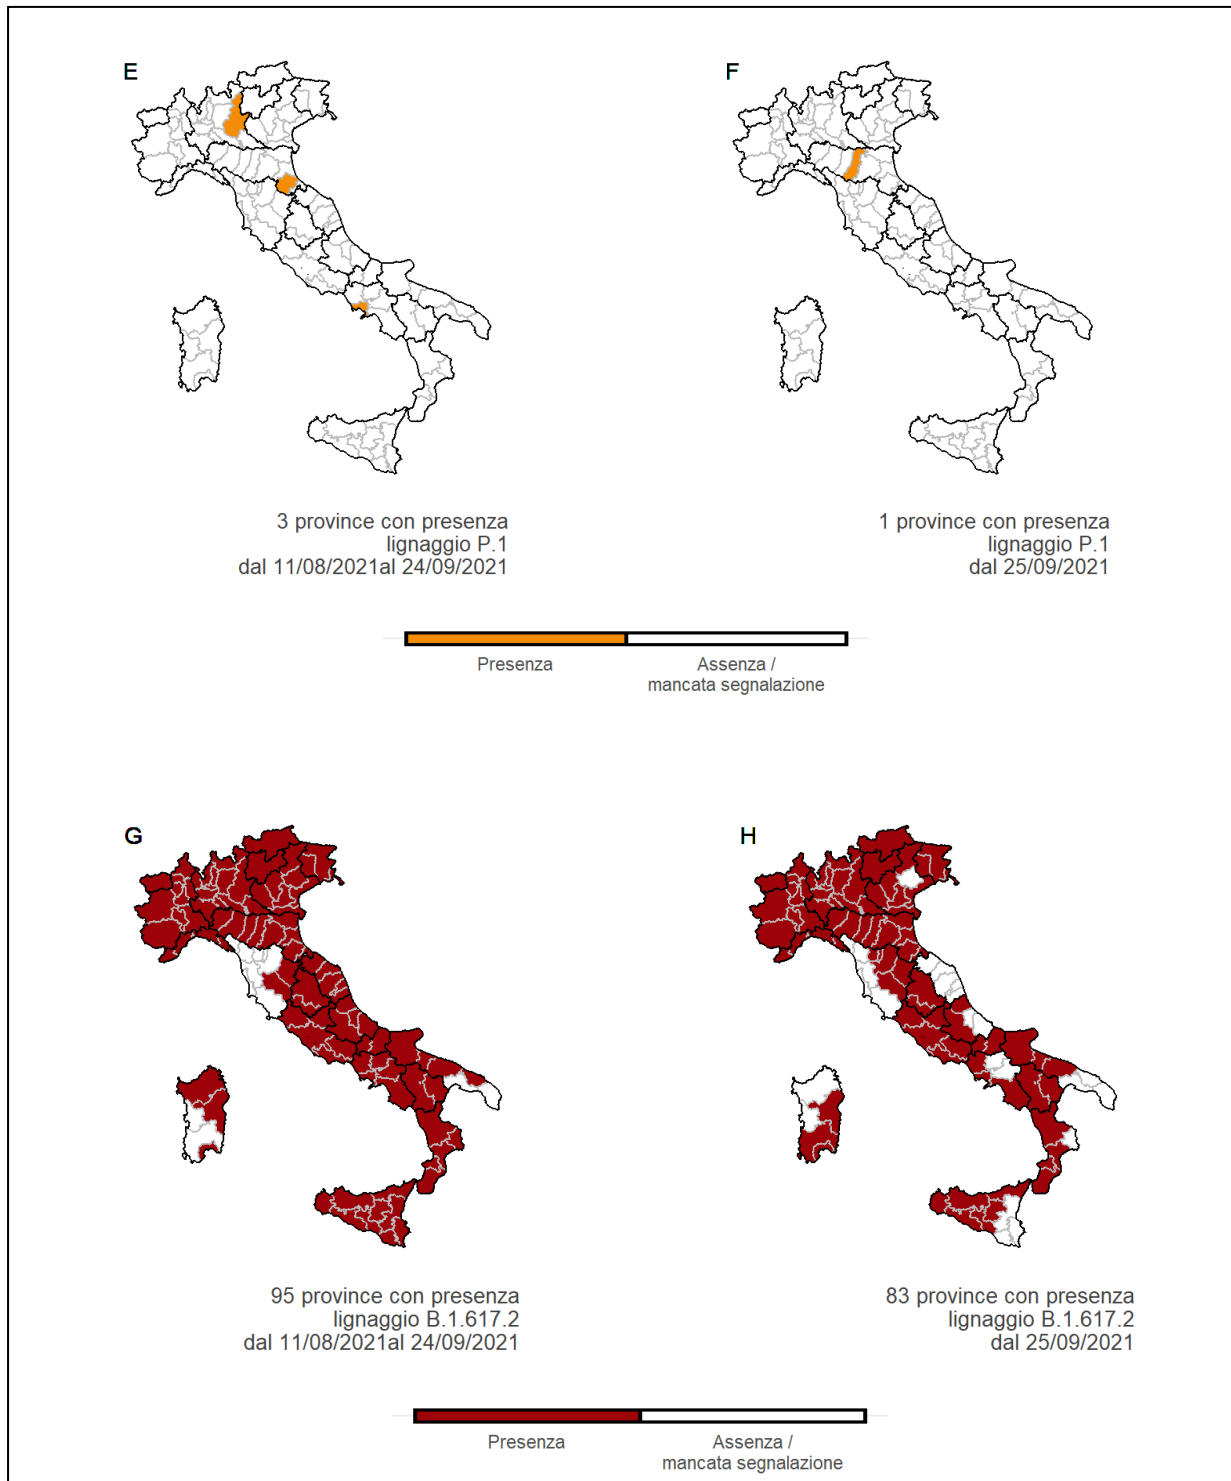 E
F
3 province con presenza
lignaggio P.1
dal 11/08/2021al 24/09/2021
1 province con presenza
lignaggio P.1
dal 25/09/2021
Presenza
Assenza /
mancata segnalazione
G
H
95 province con presenza
lignaggio B.1.617.2
dal 11/08/2021al 24/09/2021
83 province con presenza
lignaggio B.1.617.2
dal 25/09/2021
Presenza
Assenza /
mancata segnalazione